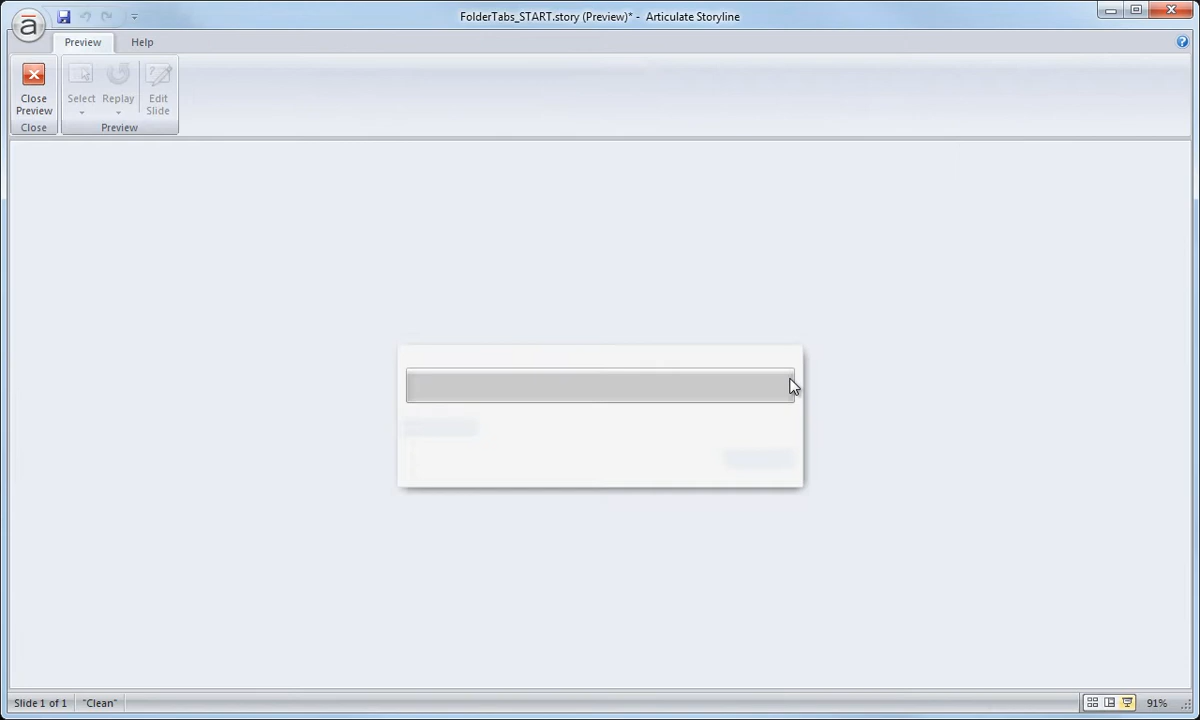 FolderTabs_START.story (Preview)* - Articulate Storyline
Preview Help
Close Preview
Select
Replay
Edit Slide
Close
Preview
Slide 1 of 1 "Clean"
91%